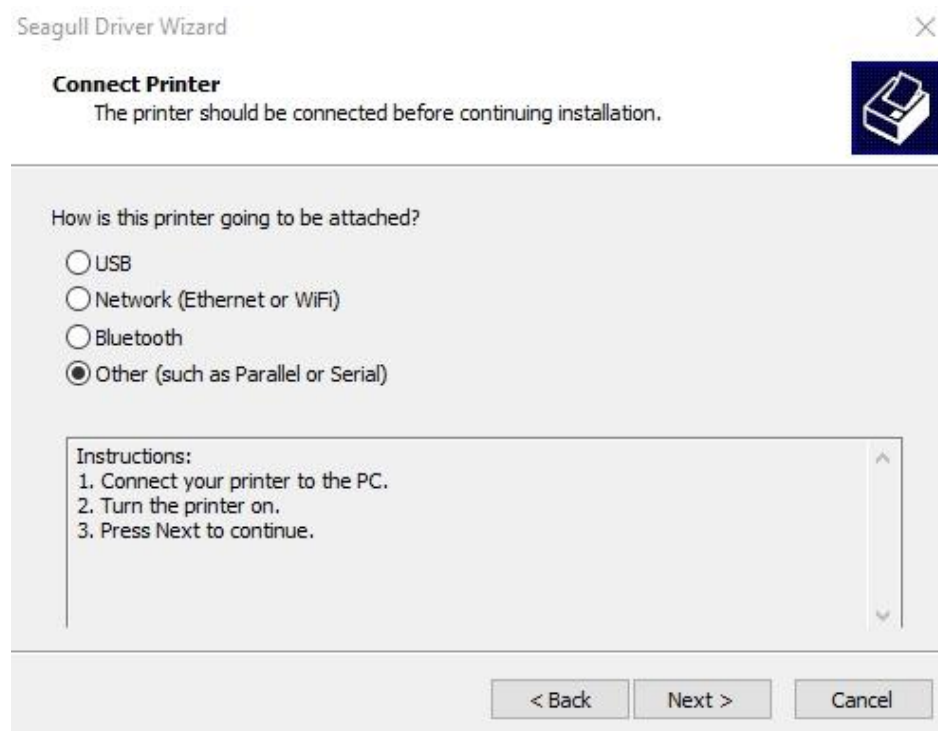 Seagull Driver Wizard
Connect Printer
The printer should be connected before continuing installation.
How is this printer going to be attached?
USB
Network (Ethernet or WiFi)
Bluetooth
Other (such as Parallel or Serial)
Instructions:
1. Connect your printer to the PC.
2. Turn the printer on.
3. Press Next to continue.
< Back
Next >
Cancel